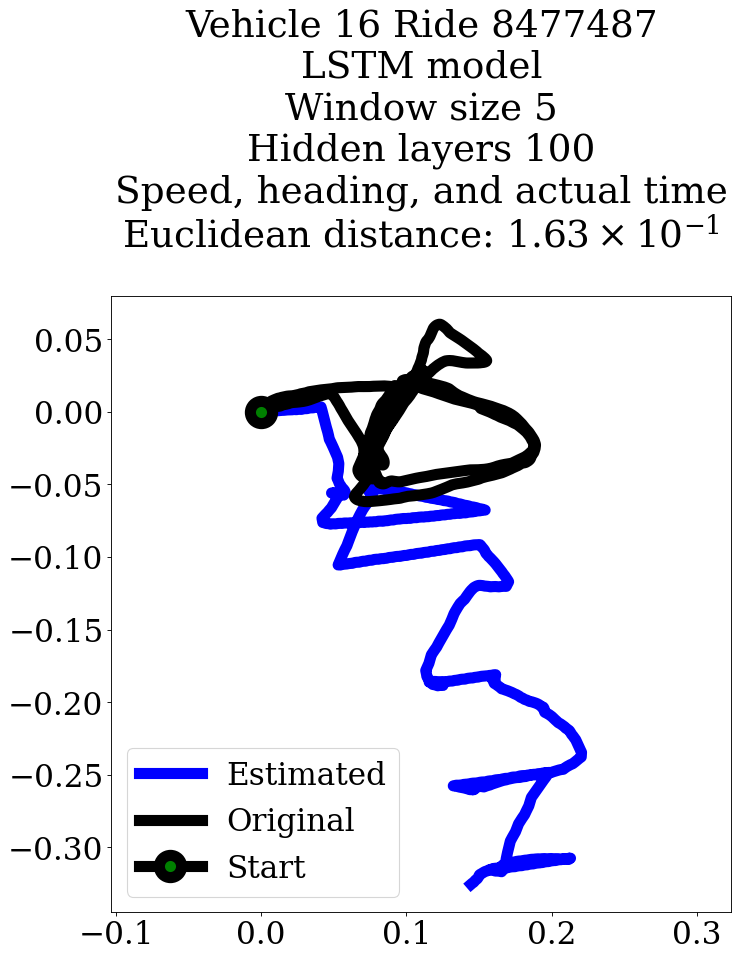 Vehicle 16 Ride 8477487
LSTM model
Window size 5
Hidden layers 100
Speed, heading, and actual time
Euclidean distance: 1.63 × 10⁻¹
0.05
0.00
−0.05
−0.10
−0.15
−0.20
−0.25
−0.30
Estimated
Original
Start
−0.1
0.0
0.1
0.2
0.3